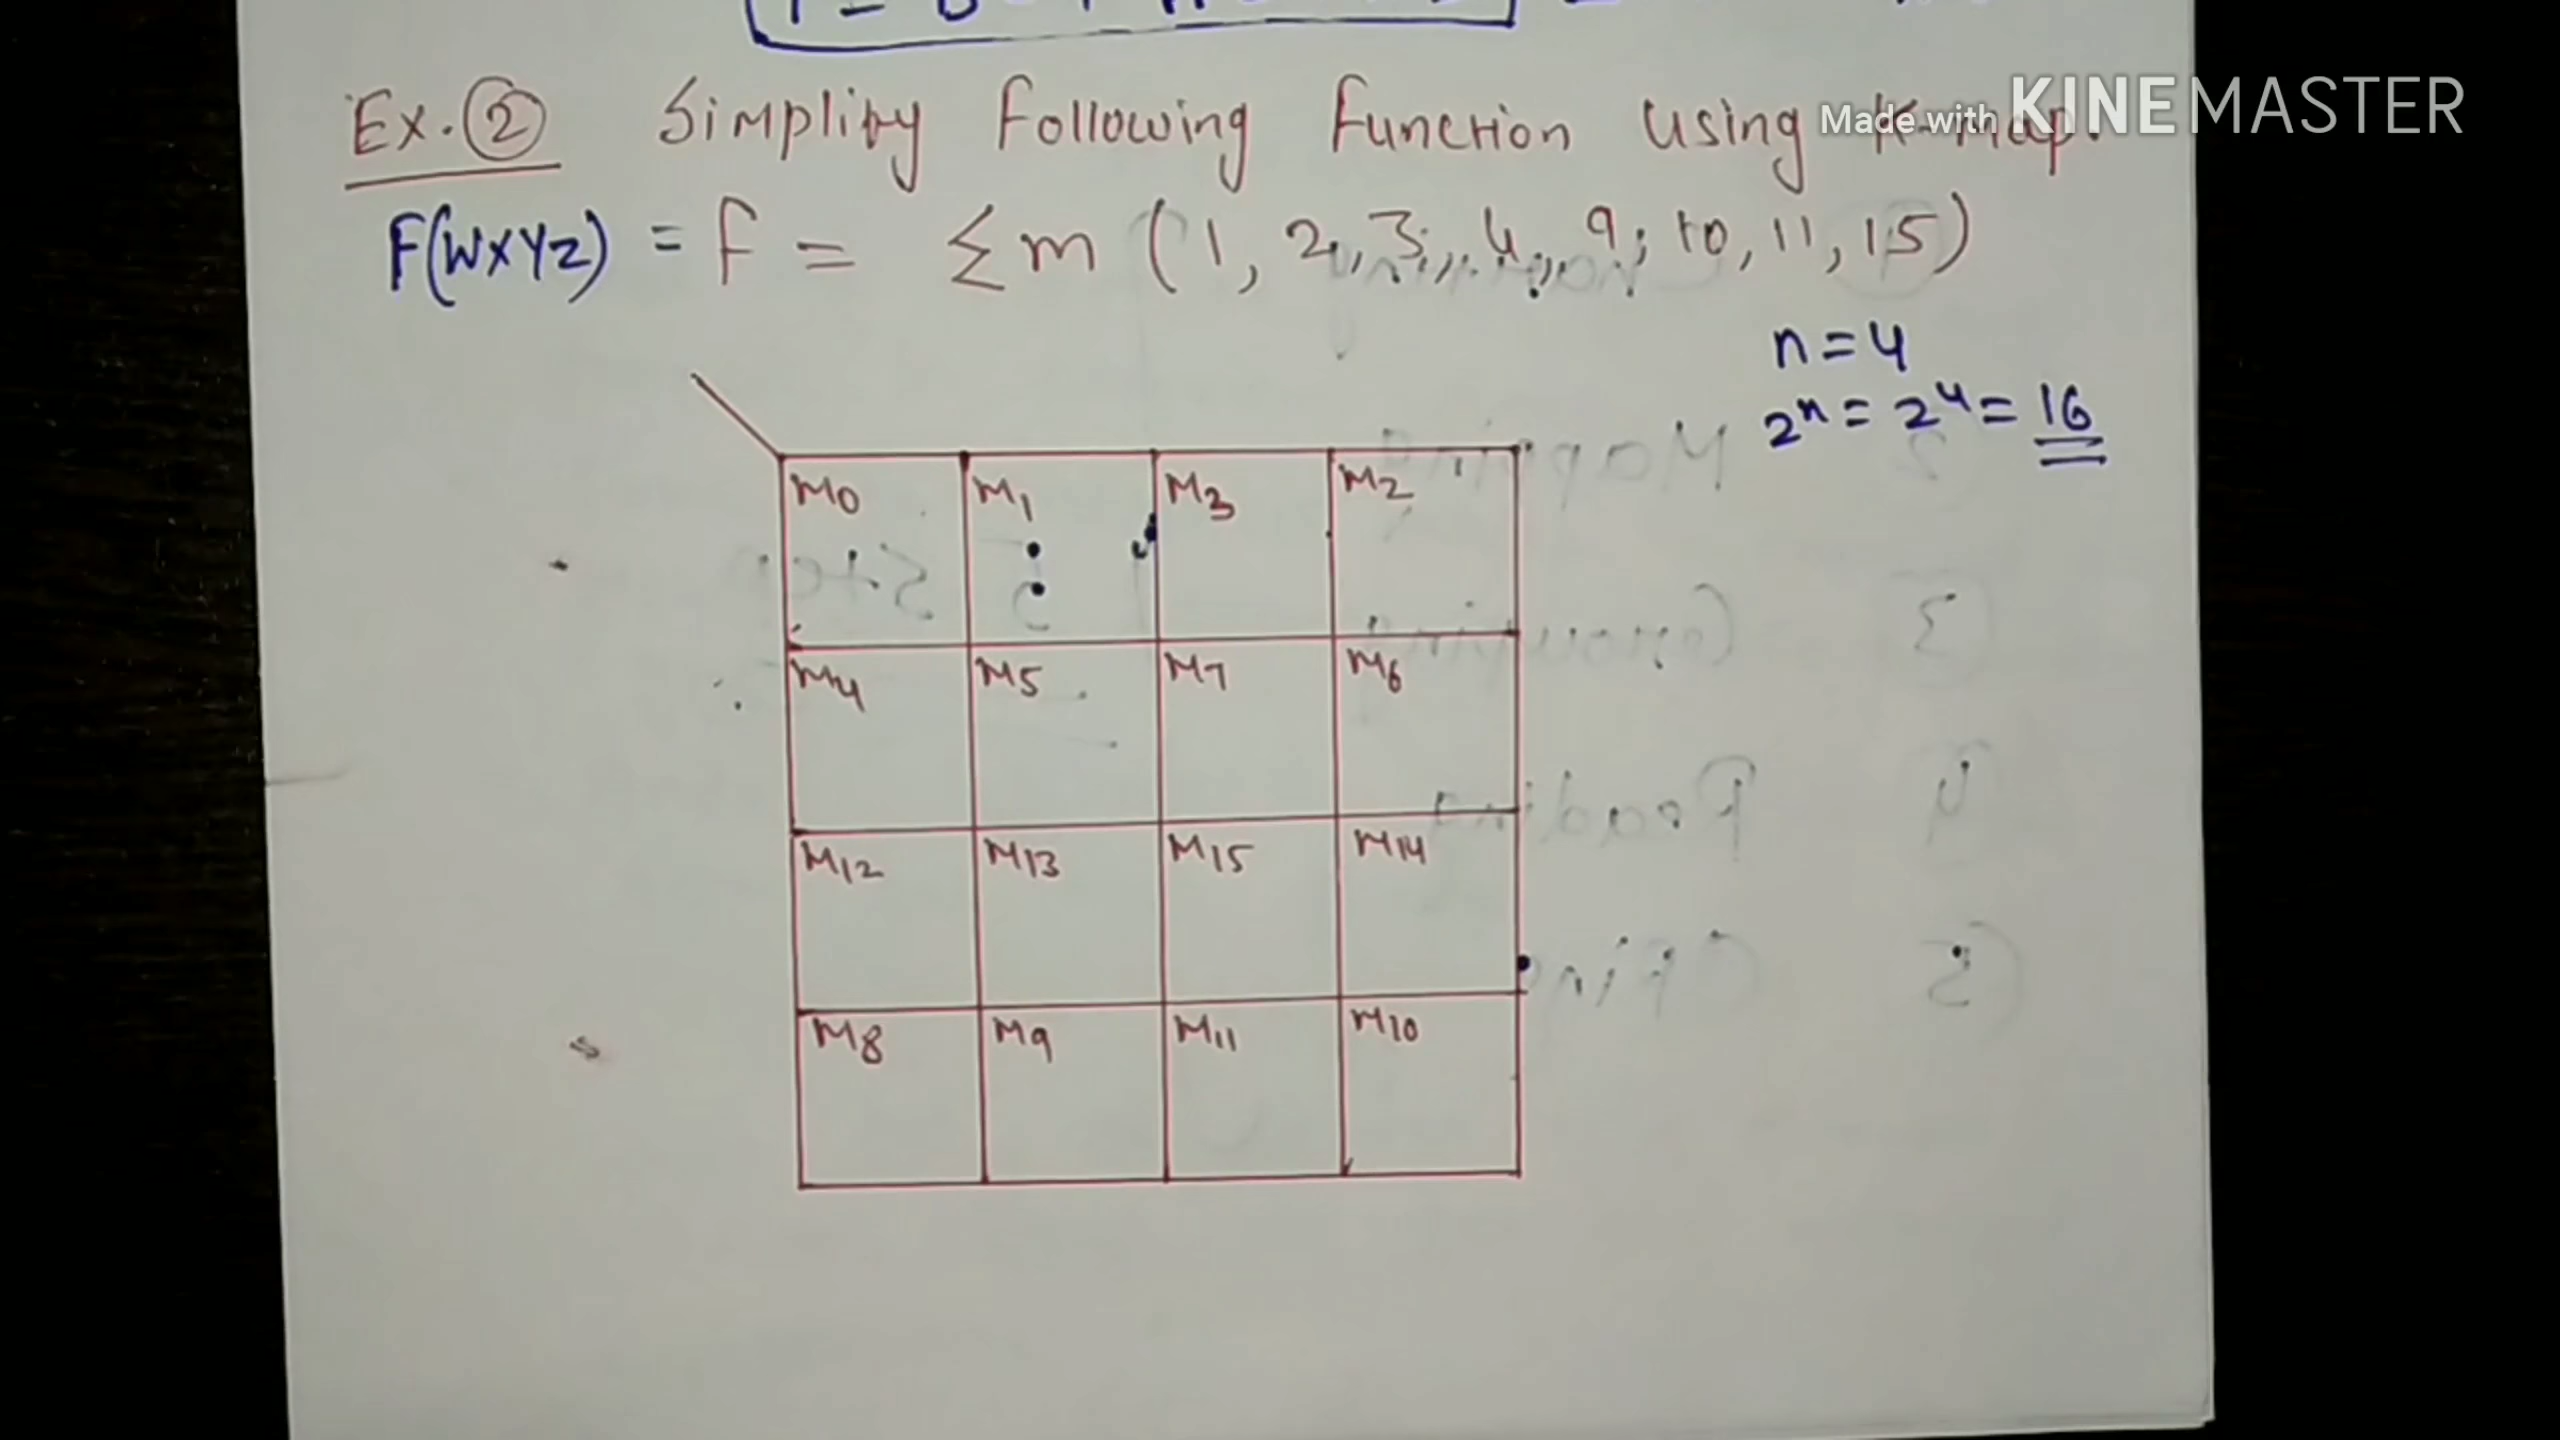 Ex. 2 Simplify Following Function Using K-map.
Made with KINEMASTER
F(WXYZ) = F = Σm (1, 2, 3, 4, 9, 10, 11, 15)
n=4
2ⁿ = 2⁴ = 16
M0 M1 M3 M2
M4 M5 M7 M6
M12 M13 M15 M14
M8 M9 M11 M10